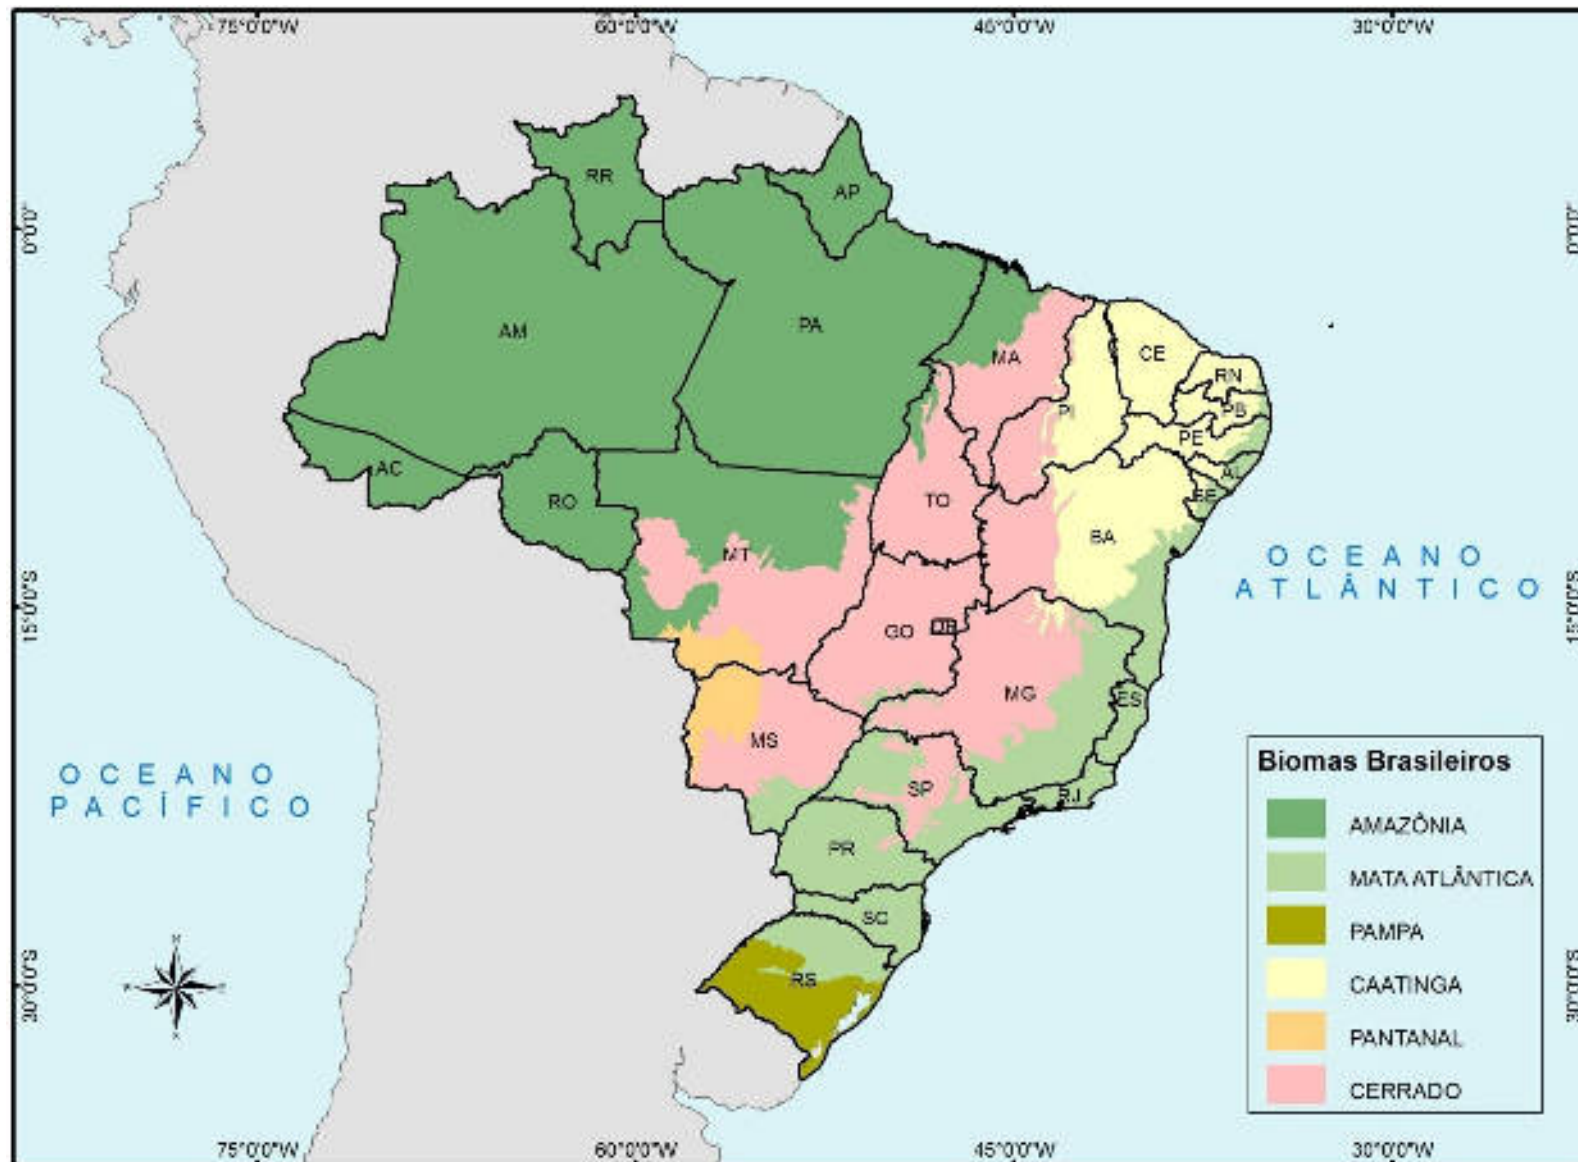 75°0'0"W 60°0'0"W 45°0'0"W 30°0'0"W
RR
AP
0°0'0" 0°0'0"
AM
PA
MA
CE
RN
PI
PB
PE
AC
AL
SE
RO
TO
BA
MT
OCEANO
ATLÂNTICO
15°0'0"S 15°0'0"S
GO
DF
MG
ES
MS
OCEANO
PACÍFICO
SP
RJ
PR
SC
RS
30°0'0"S 30°0'0"S
Biomas Brasileiros
AMAZÔNIA
MATA ATLÂNTICA
PAMPA
CAATINGA
PANTANAL
CERRADO
75°0'0"W 60°0'0"W 45°0'0"W 30°0'0"W